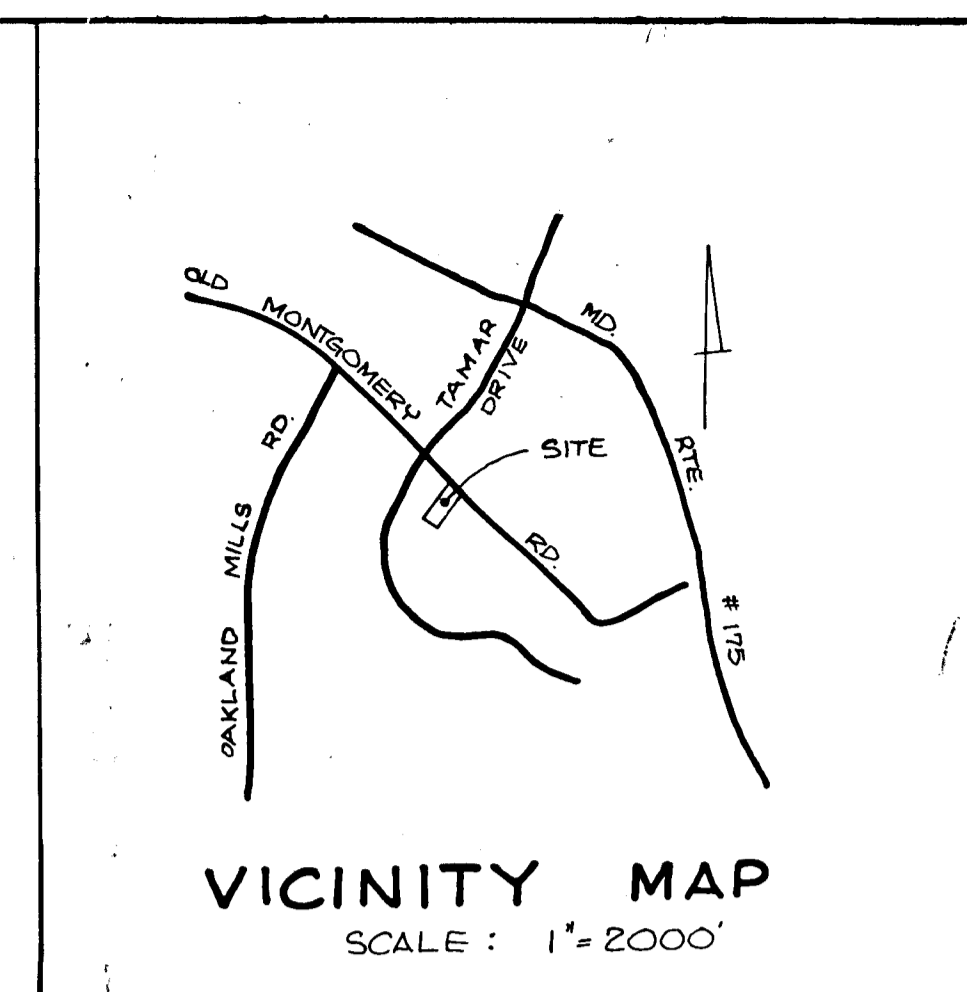 OLD MONTGOMERY RD.
TAMAR DRIVE
MD. RTE. # 175
OAKLAND MILLS RD.
SITE
VICINITY MAP
SCALE : 1"= 2000'